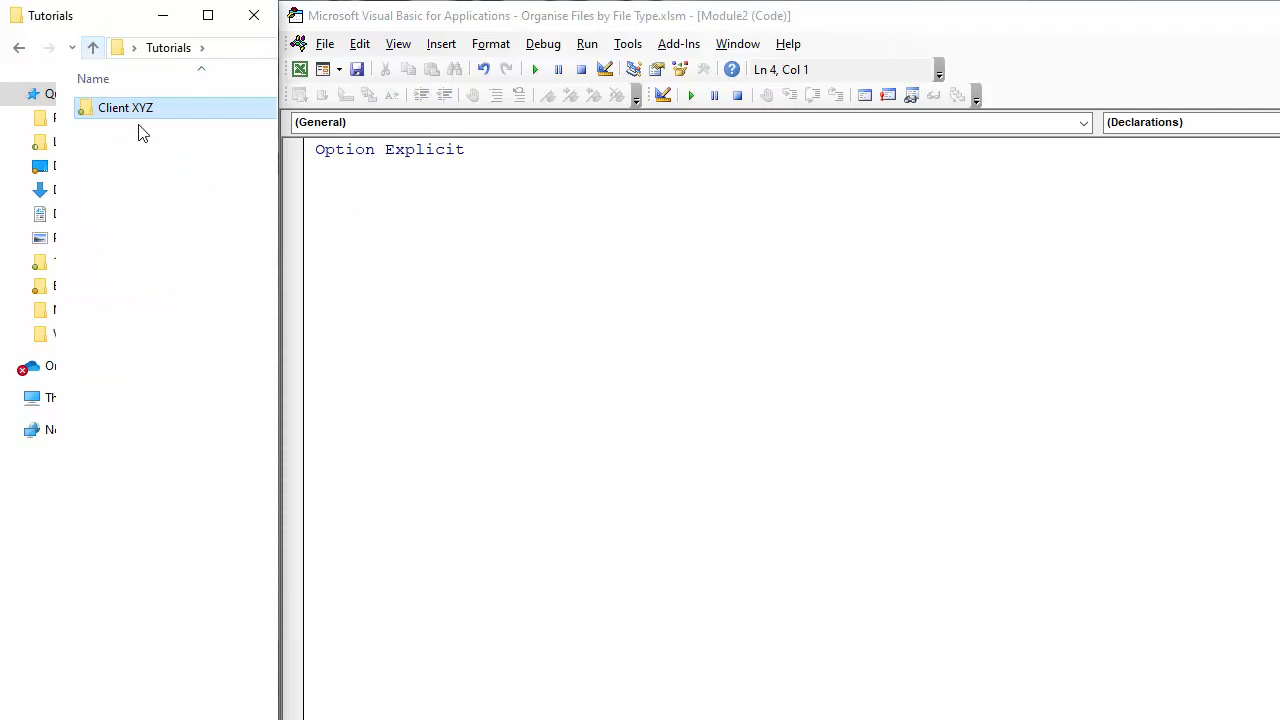 Tutorials
Microsoft Visual Basic for Applications - Organise Files by File Type.xlsm - [Module2 (Code)]
Tutorials
File Edit View Insert Format Debug Run Tools Add-Ins Window Help
Ln 4, Col 1
Name
Client XYZ
(General)
(Declarations)
Option Explicit